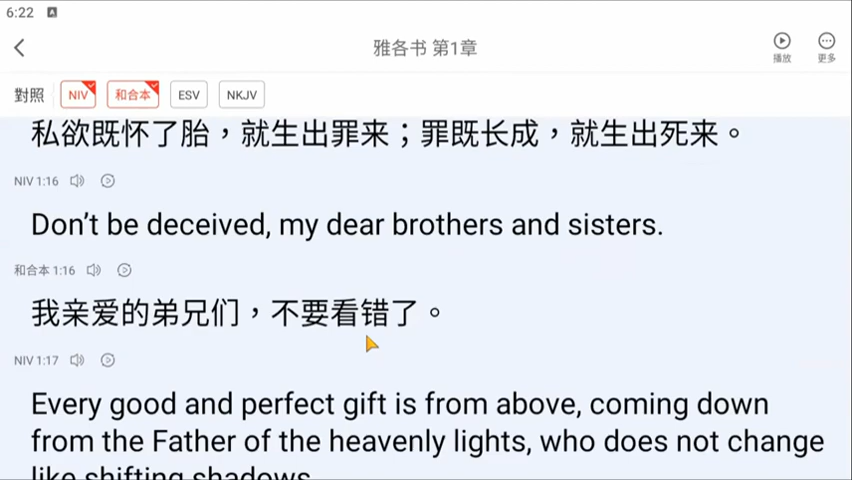 6:22 A
雅各书 第1章
播放 更多
對照 NIV 和合本 ESV NKJV
私欲既怀了胎，就生出罪来；罪既长成，就生出死来。
NIV 1:16
Don’t be deceived, my dear brothers and sisters.
和合本 1:16
我亲爱的弟兄们，不要看错了。
NIV 1:17
Every good and perfect gift is from above, coming down
from the Father of the heavenly lights, who does not change
like shifting shadows.